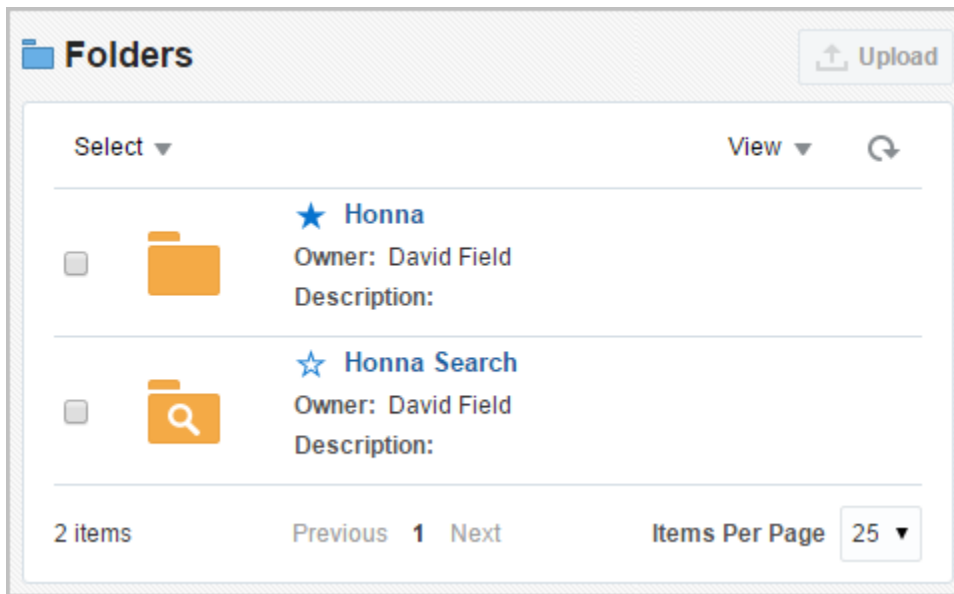 Folders
Upload
Select
View
Honna
Owner: David Field
Description:
Honna Search
Owner: David Field
Description:
2 items
Previous 1 Next
Items Per Page 25